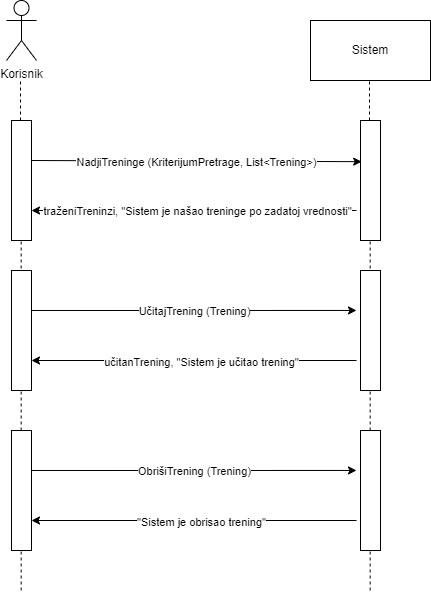 Korisnik
Sistem
NadjiTreninge (KriterijumPretrage, List<Trening>)
traženiTreninzi, "Sistem je našao treninge po zadatoj vrednosti"
UčitajTrening (Trening)
učitanTrening, "Sistem je učitao trening"
ObrišiTrening (Trening)
"Sistem je obrisao trening"